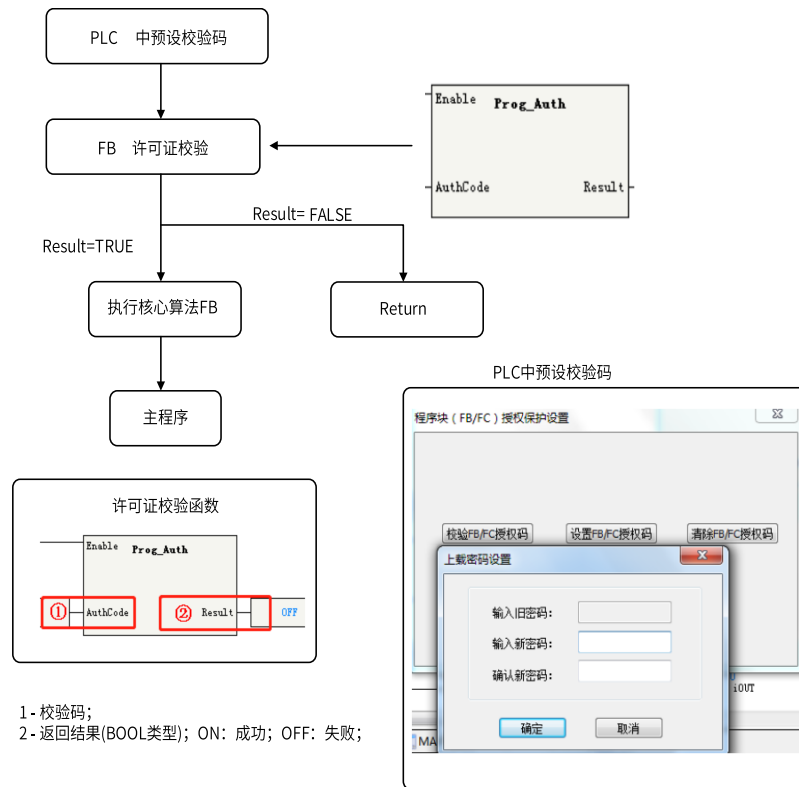 PLC 中预设校验码
Enable Prog_Auth
FB 许可证校验
AuthCode Result
Result= FALSE
Result=TRUE
执行核心算法FB
Return
主程序
PLC中预设校验码
程序块（FB/FC）授权保护设置
校验FB/FC授权码 设置FB/FC授权码 清除FB/FC授权码
上载密码设置
输入旧密码:
输入新密码:
确认新密码:
确定 取消
iOUT
MA
许可证校验函数
Enable Prog_Auth
① AuthCode ② Result OFF
1 - 校验码；
2 - 返回结果(BOOL类型)；ON：成功；OFF：失败；